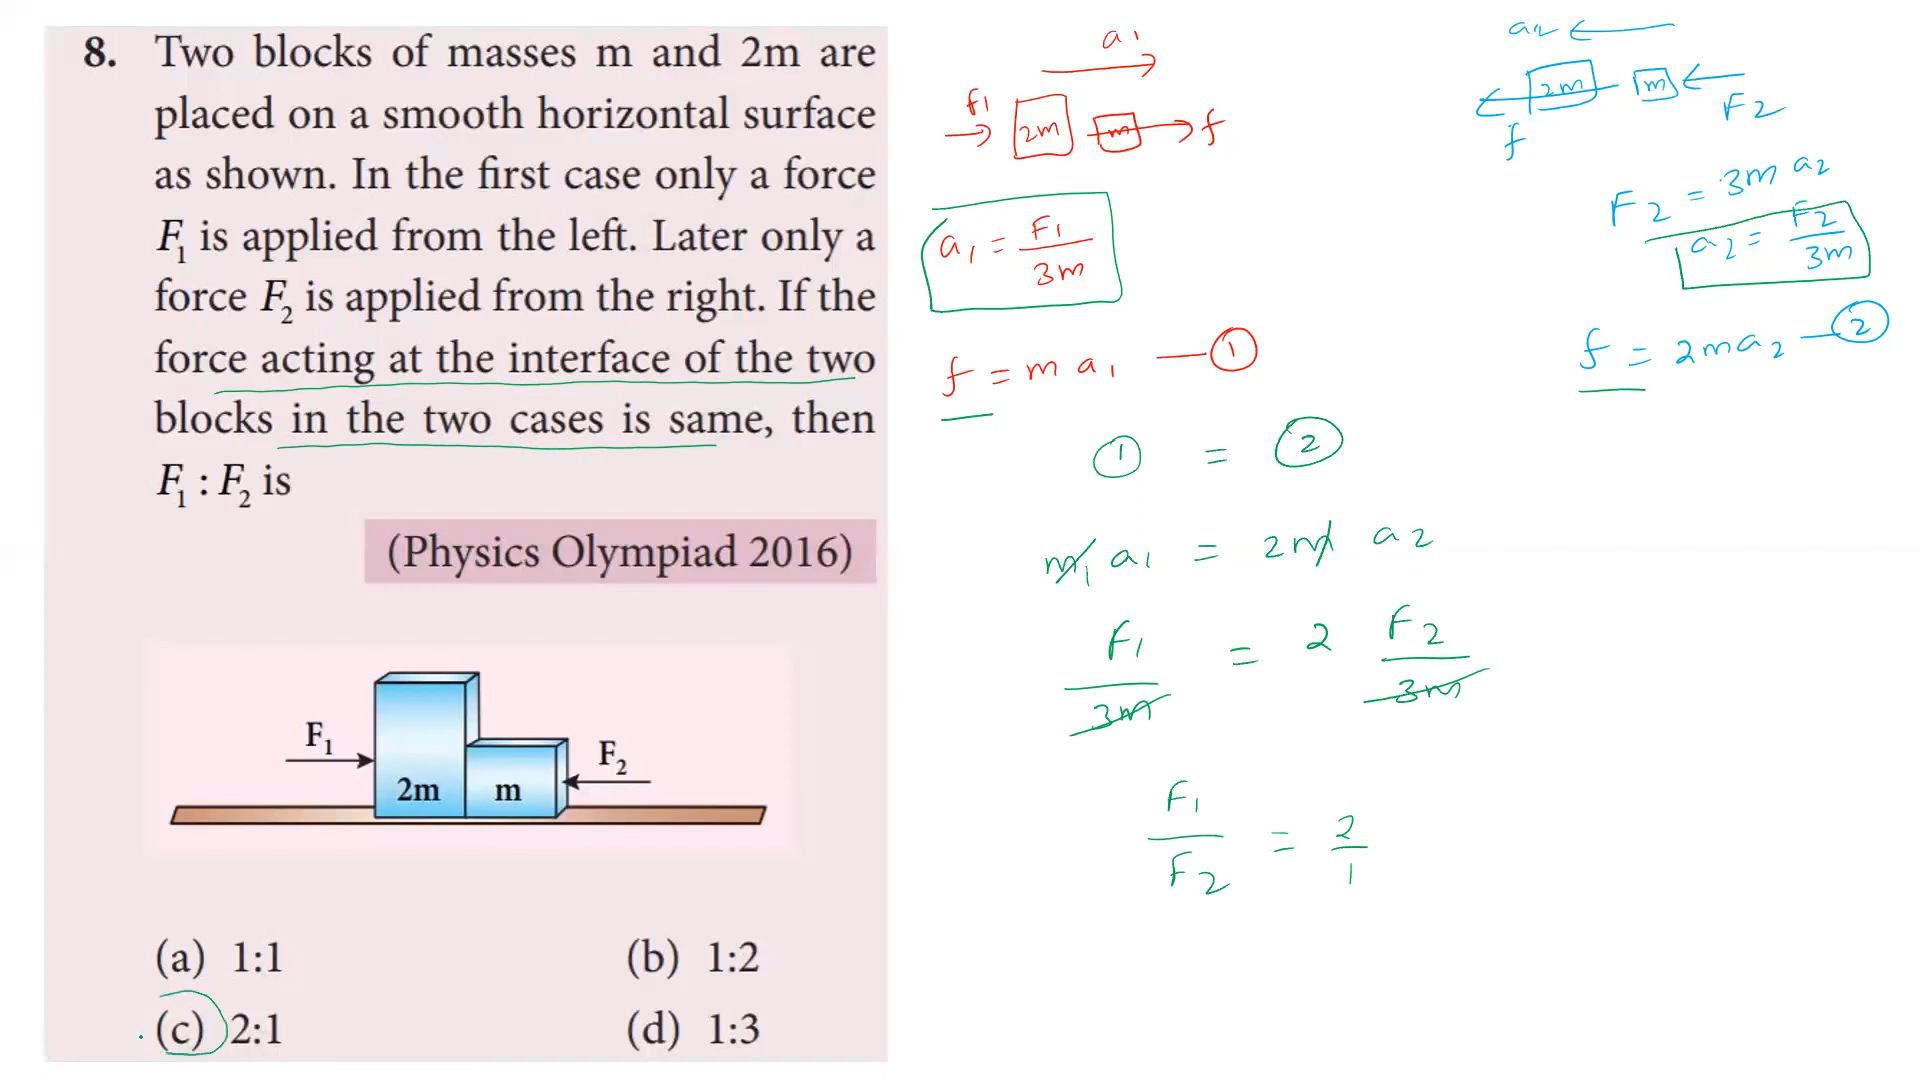 8. Two blocks of masses m and 2m are
placed on a smooth horizontal surface
as shown. In the first case only a force
F₁ is applied from the left. Later only a
force F₂ is applied from the right. If the
force acting at the interface of the two
blocks in the two cases is same, then
F₁ : F₂ is
(Physics Olympiad 2016)
F₁
F₂
2m
m
(a) 1:1
(b) 1:2
(c) 2:1
(d) 1:3
a₁
f₁
2m
m
f
a₁ = F₁/3m
f = m a₁ — ①
a₂
2m
m
F₂
f
F₂ = 3m a₂
a₂ = F₂/3m
f = 2ma₂ — ②
① = ②
m₁ a₁ = 2m a₂
F₁/3m = 2 F₂/3m
F₁/F₂ = 2/1